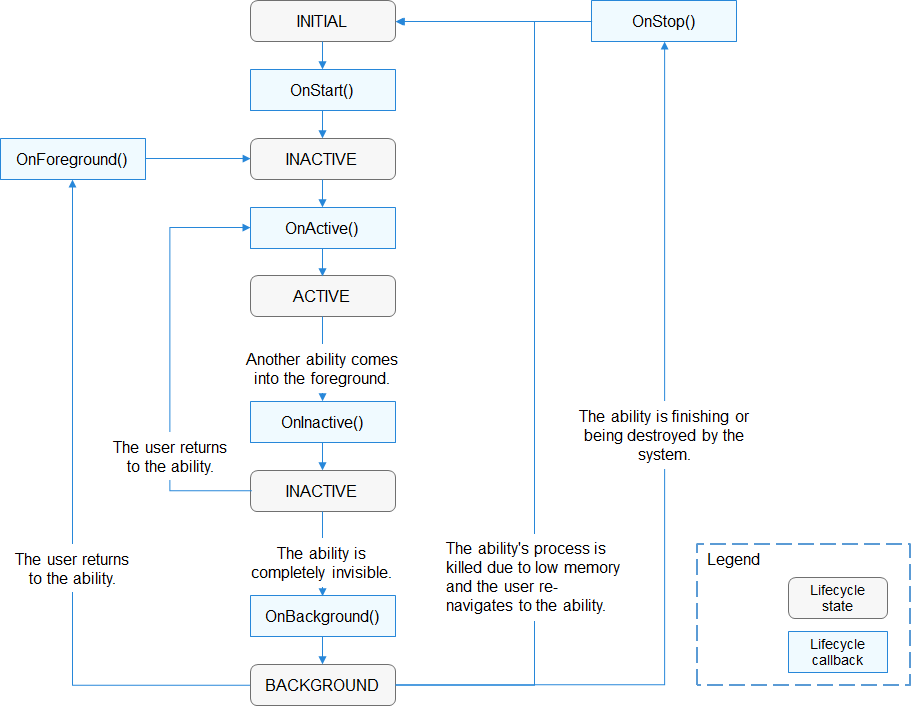 INITIAL
OnStop()
OnStart()
OnForeground()
INACTIVE
OnActive()
ACTIVE
Another ability comes
into the foreground.
OnInactive()
The user returns
to the ability.
The ability is finishing or
being destroyed by the
system.
INACTIVE
The user returns
to the ability.
The ability is
completely invisible.
The ability's process is
killed due to low memory
and the user re-
navigates to the ability.
OnBackground()
BACKGROUND
Legend
Lifecycle
state
Lifecycle
callback